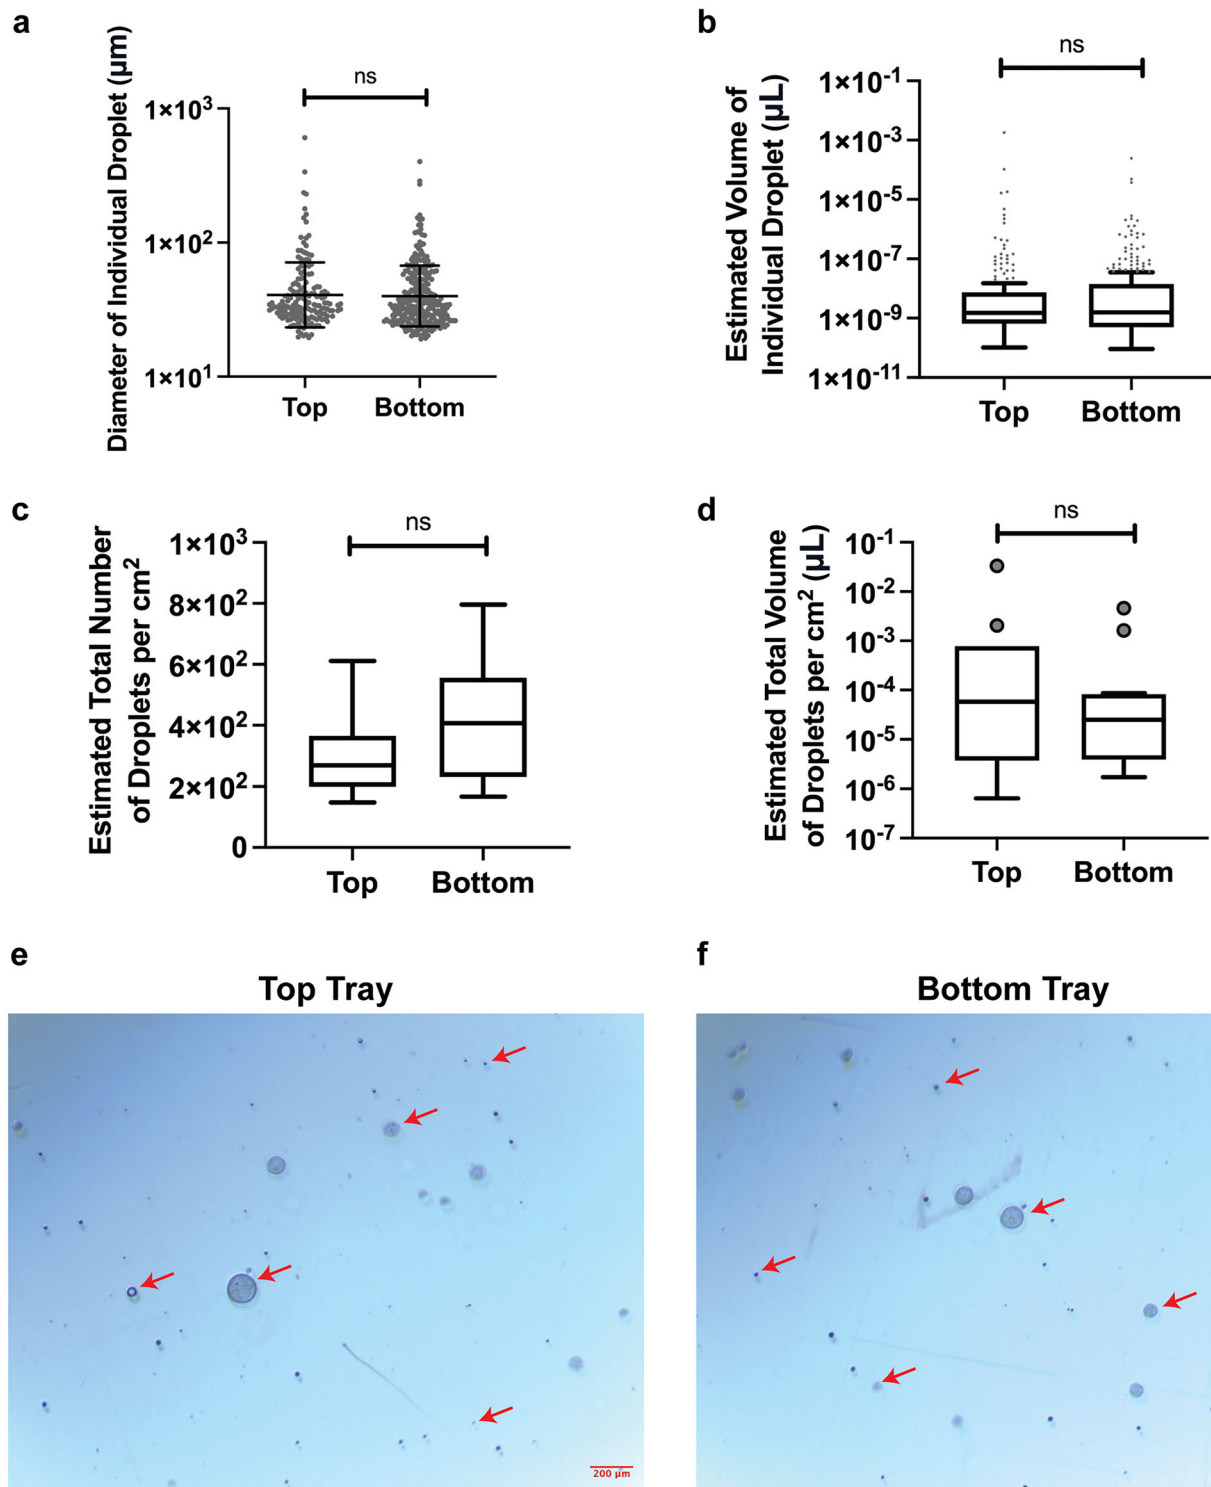 a
Diameter of Individual Droplet (µm)
ns
1×10³
1×10²
1×10¹
Top Bottom
b
Estimated Volume of
Individual Droplet (µL)
ns
1×10⁻¹
1×10⁻³
1×10⁻⁵
1×10⁻⁷
1×10⁻⁹
1×10⁻¹¹
Top Bottom
c
Estimated Total Number
of Droplets per cm²
ns
1×10³
8×10²
6×10²
4×10²
2×10²
0
Top Bottom
d
Estimated Total Volume
of Droplets per cm² (µL)
ns
10⁻¹
10⁻²
10⁻³
10⁻⁴
10⁻⁵
10⁻⁶
10⁻⁷
Top Bottom
e
Top Tray
200 µm
f
Bottom Tray